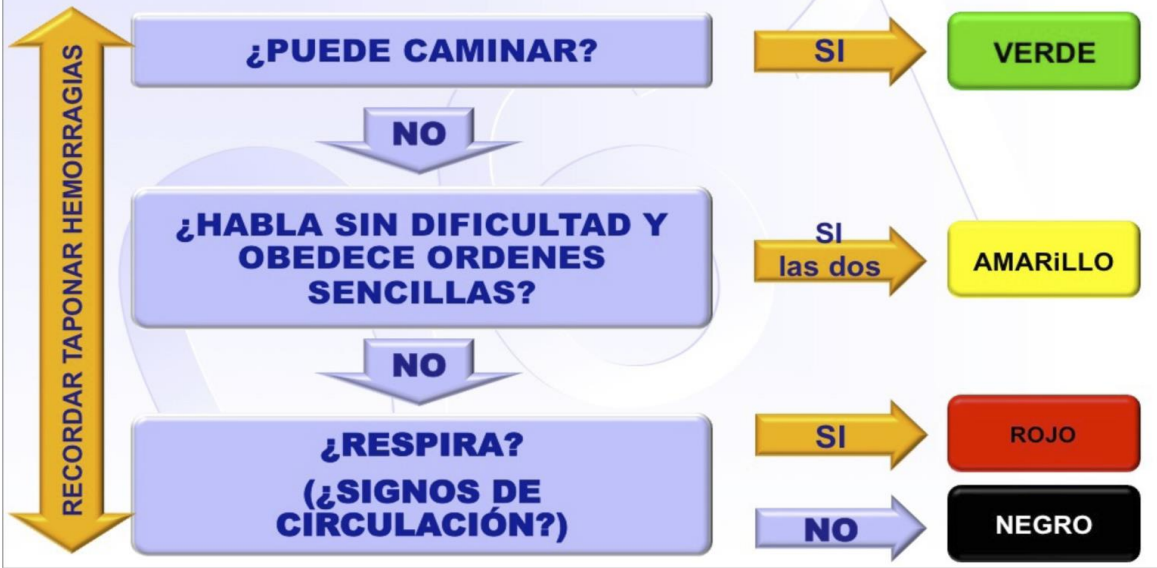 RECORDAR TAPONAR HEMORRAGIAS
¿PUEDE CAMINAR?
SI
VERDE
NO
¿HABLA SIN DIFICULTAD Y
OBEDECE ORDENES
SENCILLAS?
SI
las dos
AMARiLLO
NO
¿RESPIRA?
(¿SIGNOS DE
CIRCULACIÓN?)
SI
ROJO
NO
NEGRO